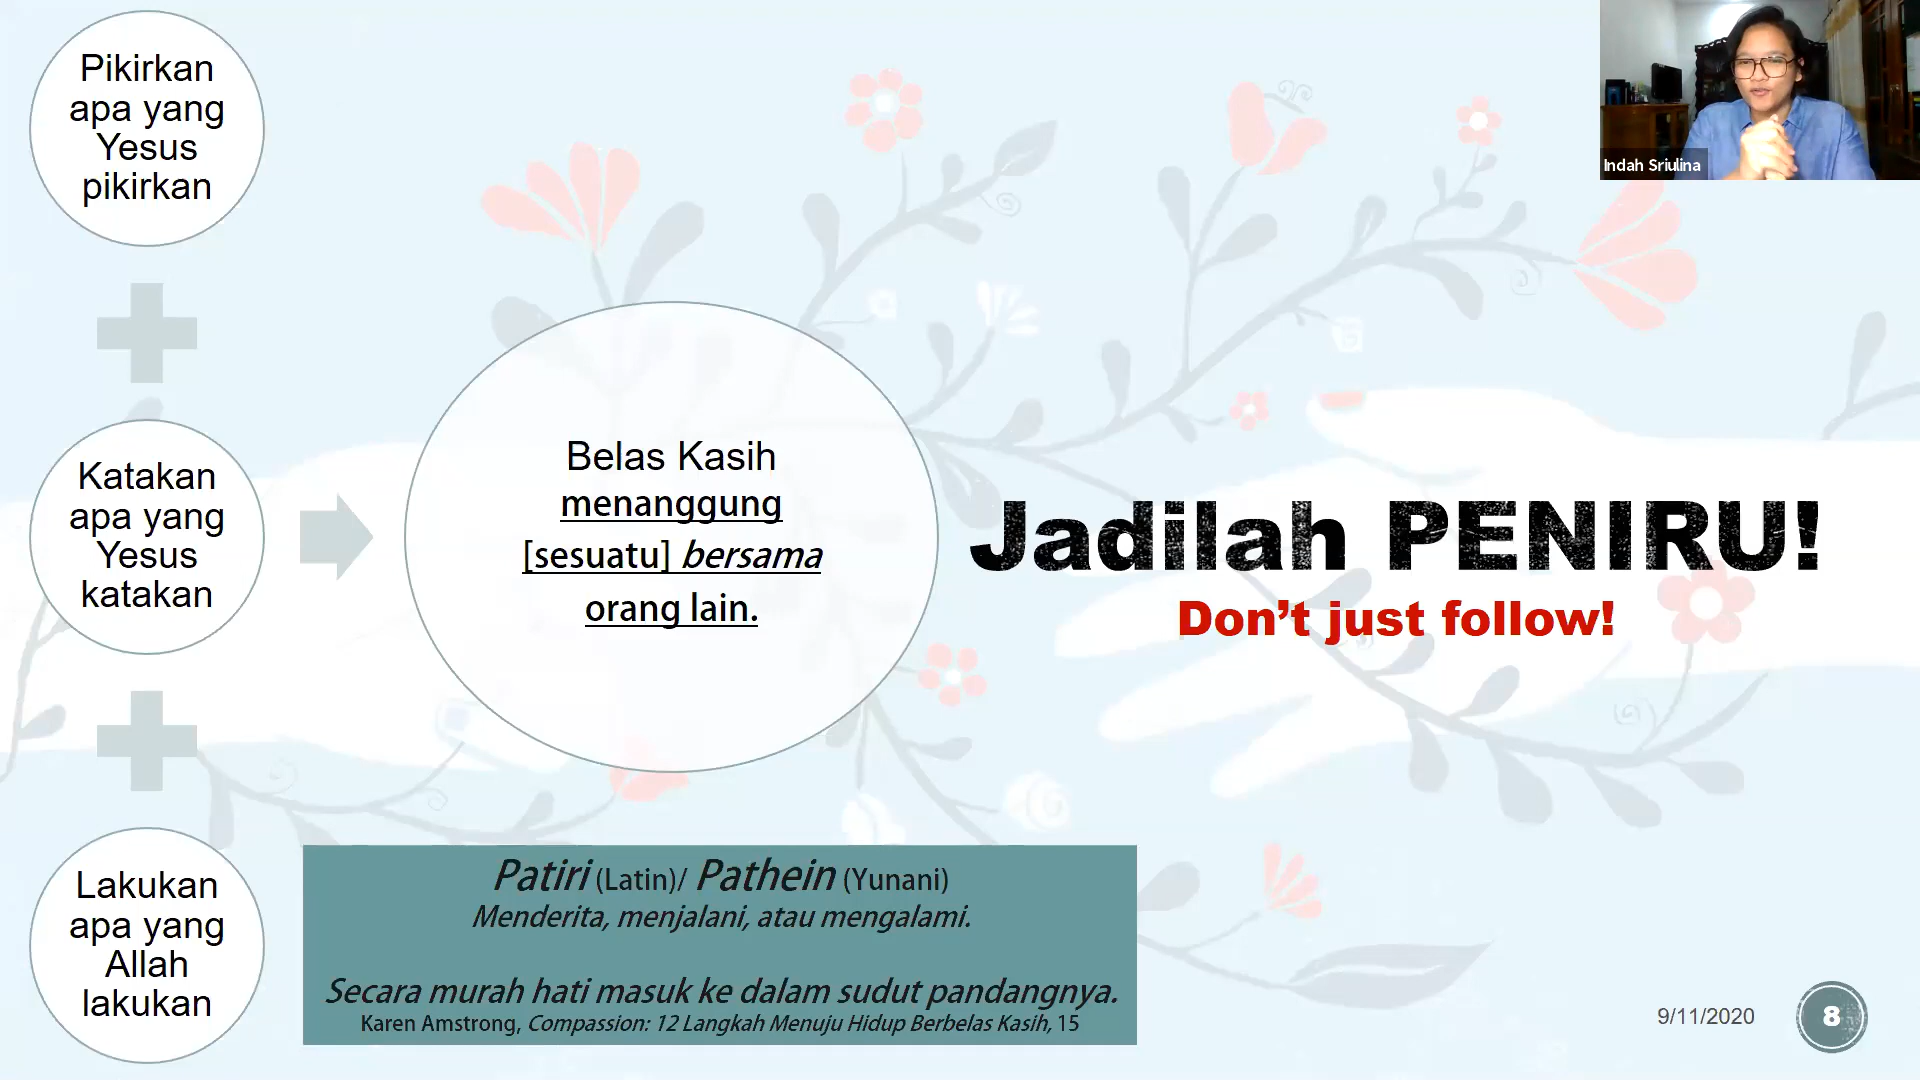 Pikirkan
apa yang
Yesus
pikirkan
Katakan
apa yang
Yesus
katakan
Lakukan
apa yang
Allah
lakukan
Belas Kasih
menanggung
[sesuatu] bersama
orang lain.
Jadilah PENIRU!
Don’t just follow!
Patiri (Latin)/ Pathein (Yunani)
Menderita, menjalani, atau mengalami.
Secara murah hati masuk ke dalam sudut pandangnya.
Karen Amstrong, Compassion: 12 Langkah Menuju Hidup Berbelas Kasih, 15
Indah Sriulina
9/11/2020
8